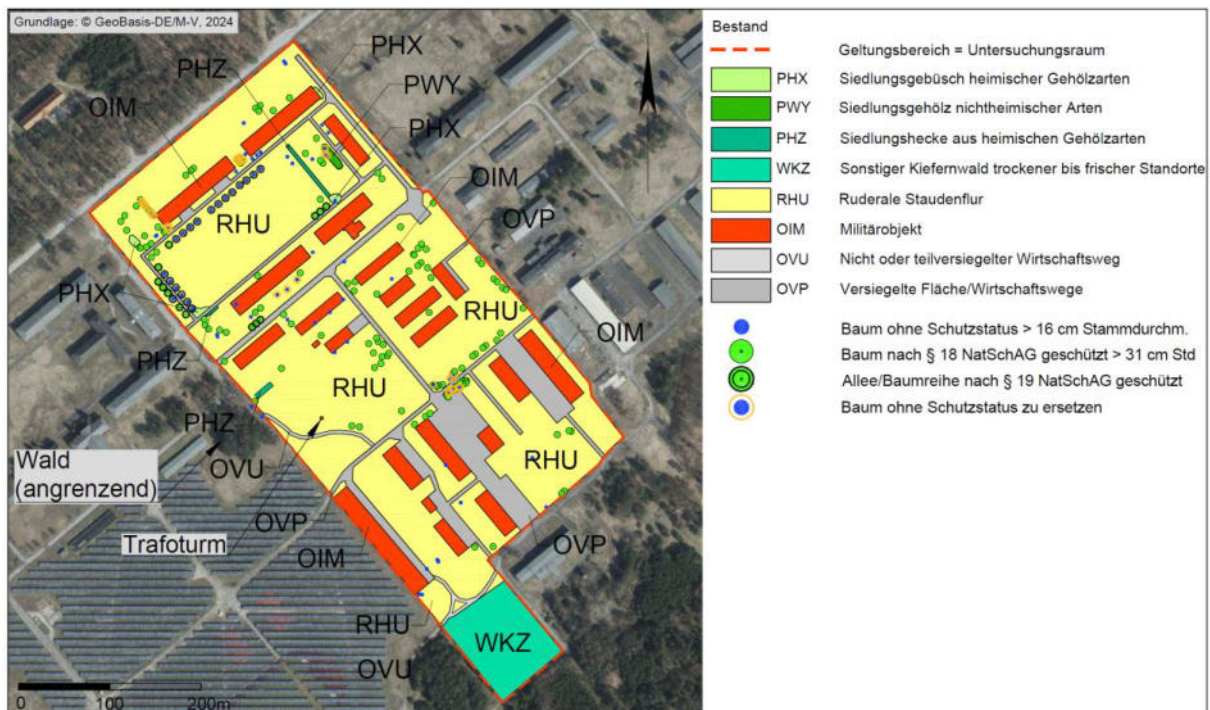 Grundlage: © GeoBasis-DE/M-V, 2024
PHX
PHZ
PWY
OIM
PHX
OIM
RHU
OVP
PHX
RHU
OIM
PHZ
RHU
PHZ
RHU
Wald
(angrenzend)
OVU
OVP
Trafoturm
OVP
OIM
RHU
WKZ
OVU
0 100 200m
Bestand
Geltungsbereich = Untersuchungsraum
PHX Siedlungsgebüsch heimischer Gehölzarten
PWY Siedlungsgehölz nichtheimischer Arten
PHZ Siedlungshecke aus heimischen Gehölzarten
WKZ Sonstiger Kiefernwald trockener bis frischer Standorte
RHU Ruderale Staudenflur
OIM Militärobjekt
OVU Nicht oder teilversiegelter Wirtschaftsweg
OVP Versiegelte Fläche/Wirtschaftswege
Baum ohne Schutzstatus > 16 cm Stammdurchm.
Baum nach § 18 NatSchAG geschützt > 31 cm Std
Allee/Baumreihe nach § 19 NatSchAG geschützt
Baum ohne Schutzstatus zu ersetzen